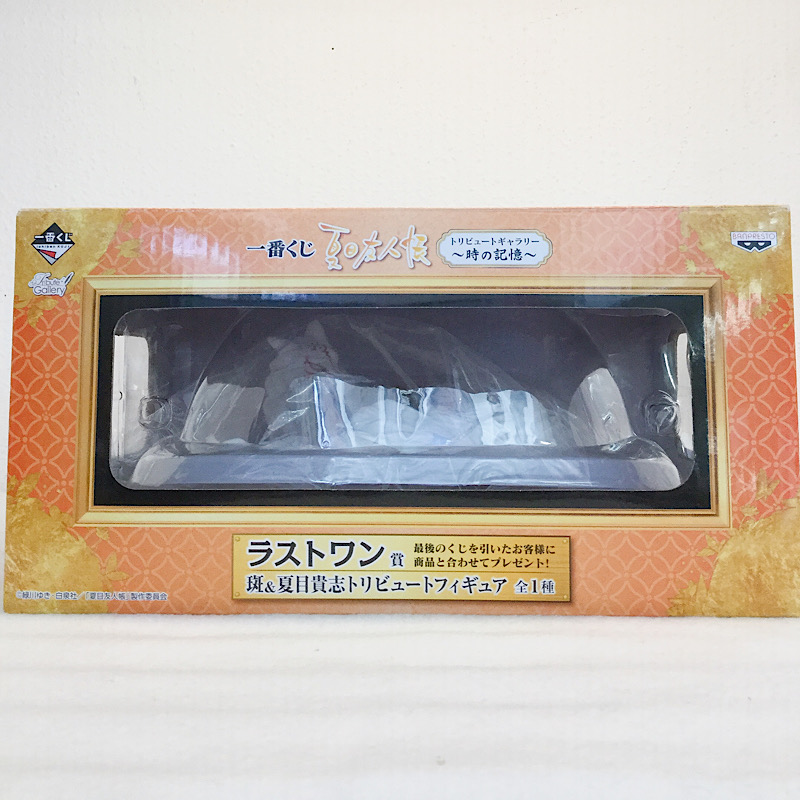 一番くじ
ICHIBAN KUJI
Tribute Gallery
一番くじ 夏目友人帳
トリビュートギャラリー
～時の記憶～
BANPRESTO
ラストワン賞
最後のくじを引いたお客様に
商品と合わせてプレゼント!
斑&夏目貴志トリビュートフィギュア 全1種
©緑川ゆき・白泉社/「夏目友人帳」製作委員会